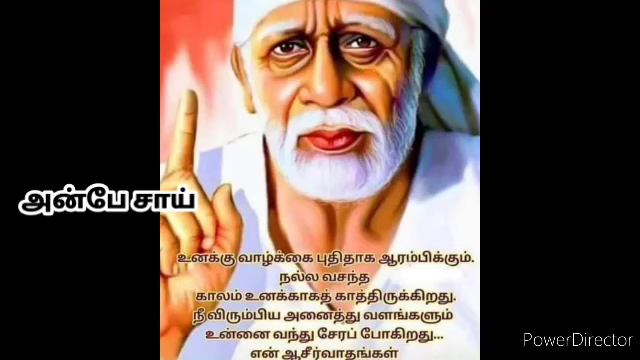 அன்பே சாய்
உனக்கு வாழ்க்கை புதிதாக ஆரம்பிக்கும்.
நல்ல வசந்த
காலம் உனக்காகத் காத்திருக்கிறது.
நீ விரும்பிய அனைத்து வளங்களும்
உன்னை வந்து சேரப் போகிறது...
என் ஆசீர்வாதங்கள்
PowerDirector